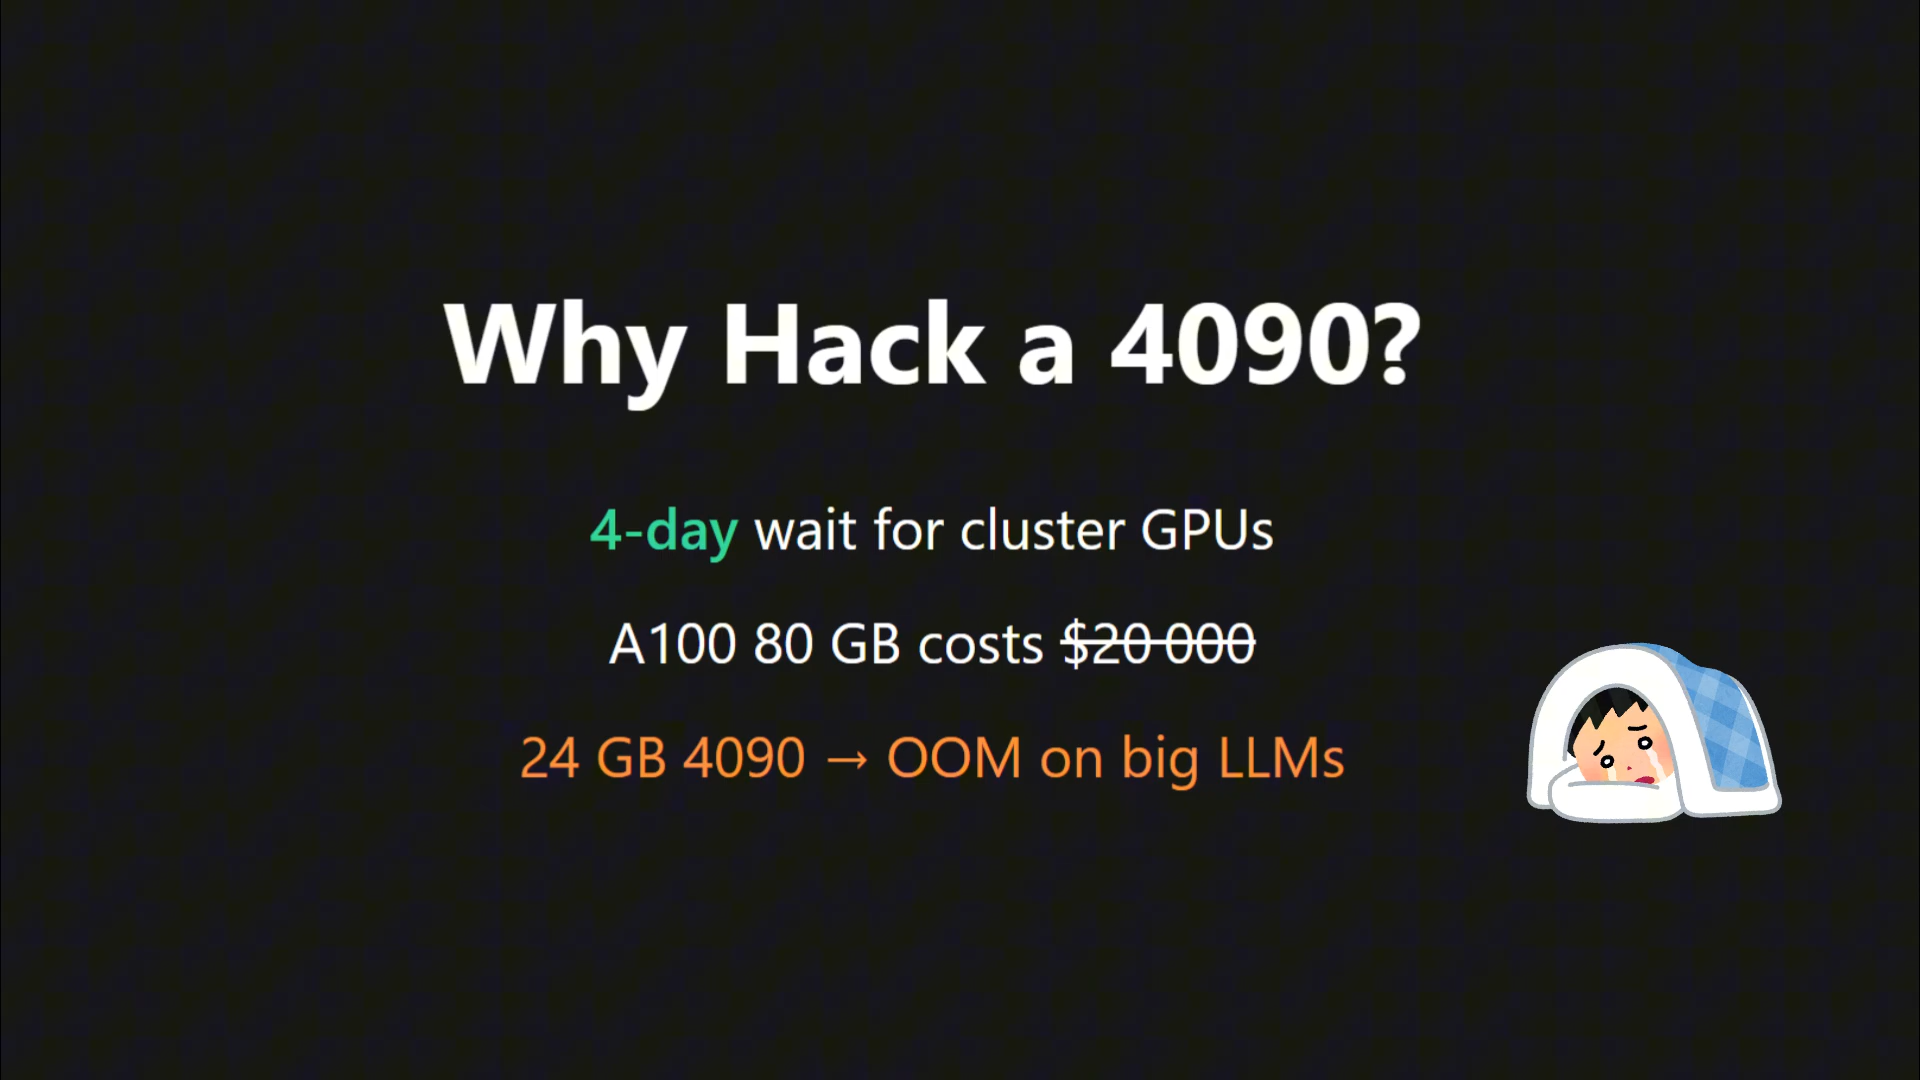 Why Hack a 4090?
4-day wait for cluster GPUs
A100 80 GB costs $20 000
24 GB 4090 → OOM on big LLMs